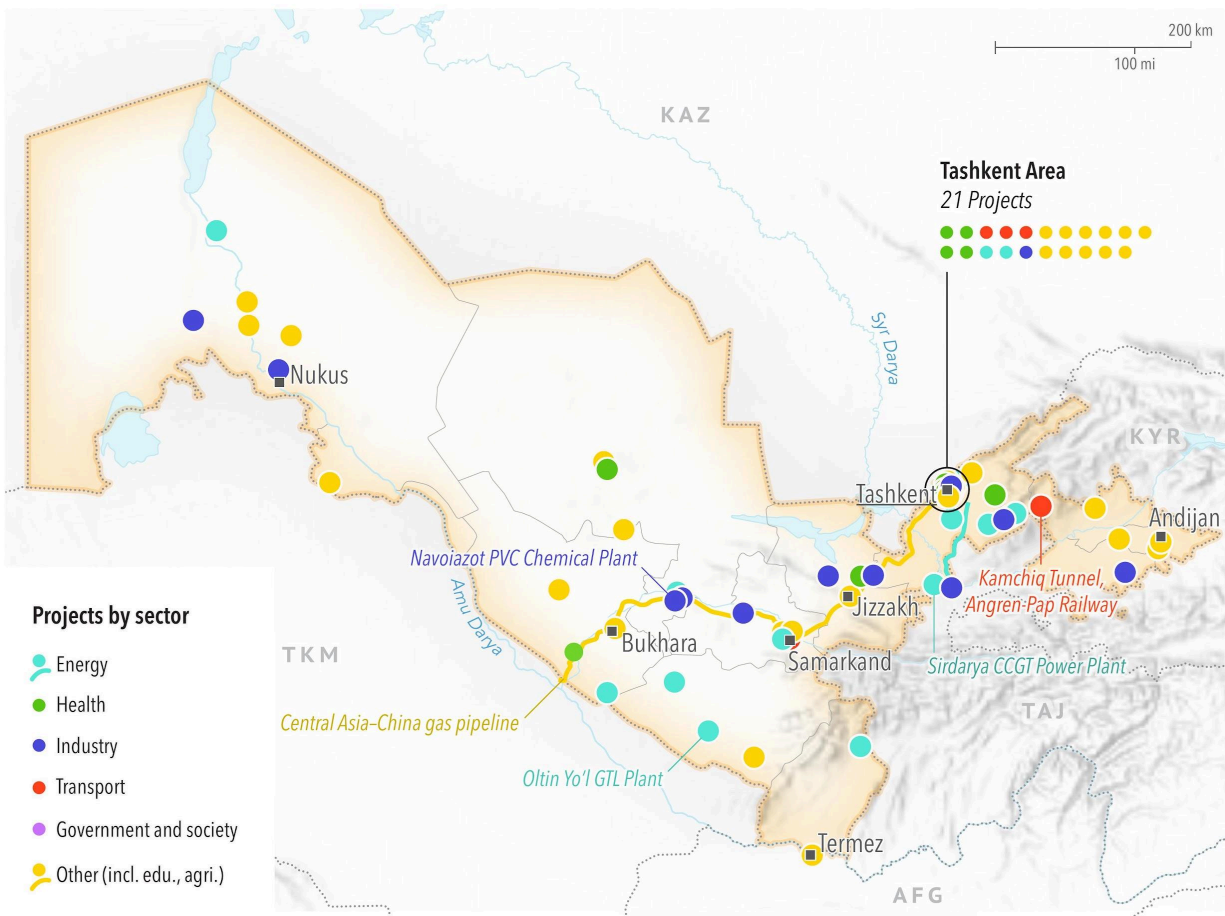 200 km
100 mi
KAZ
Tashkent Area
21 Projects
Syr Darya
Nukus
KYR
Tashkent
Andijan
Navoiazot PVC Chemical Plant
Kamchiq Tunnel,
Angren-Pap Railway
Amu Darya
Jizzakh
Bukhara
Samarkand
Sirdarya CCGT Power Plant
TKM
TAJ
Central Asia–China gas pipeline
Oltin Yo'l GTL Plant
Termez
AFG
Projects by sector
Energy
Health
Industry
Transport
Government and society
Other (incl. edu., agri.)